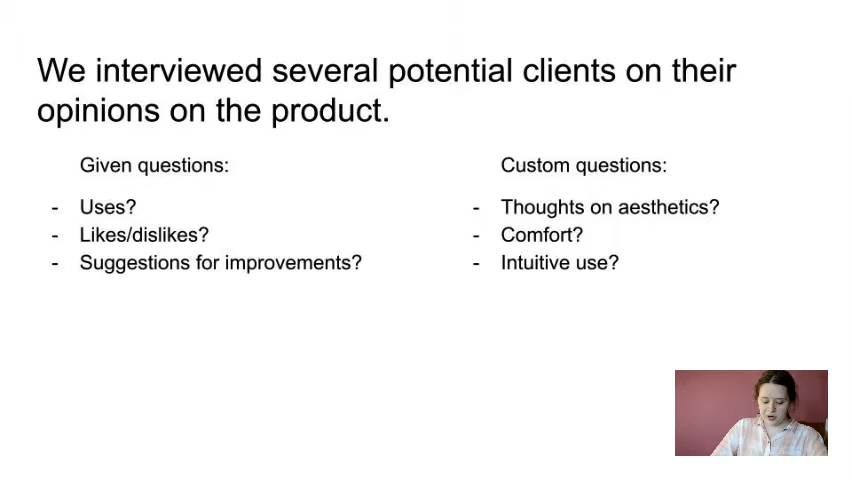 We interviewed several potential clients on their
opinions on the product.
Given questions:
- Uses?
- Likes/dislikes?
- Suggestions for improvements?
Custom questions:
- Thoughts on aesthetics?
- Comfort?
- Intuitive use?